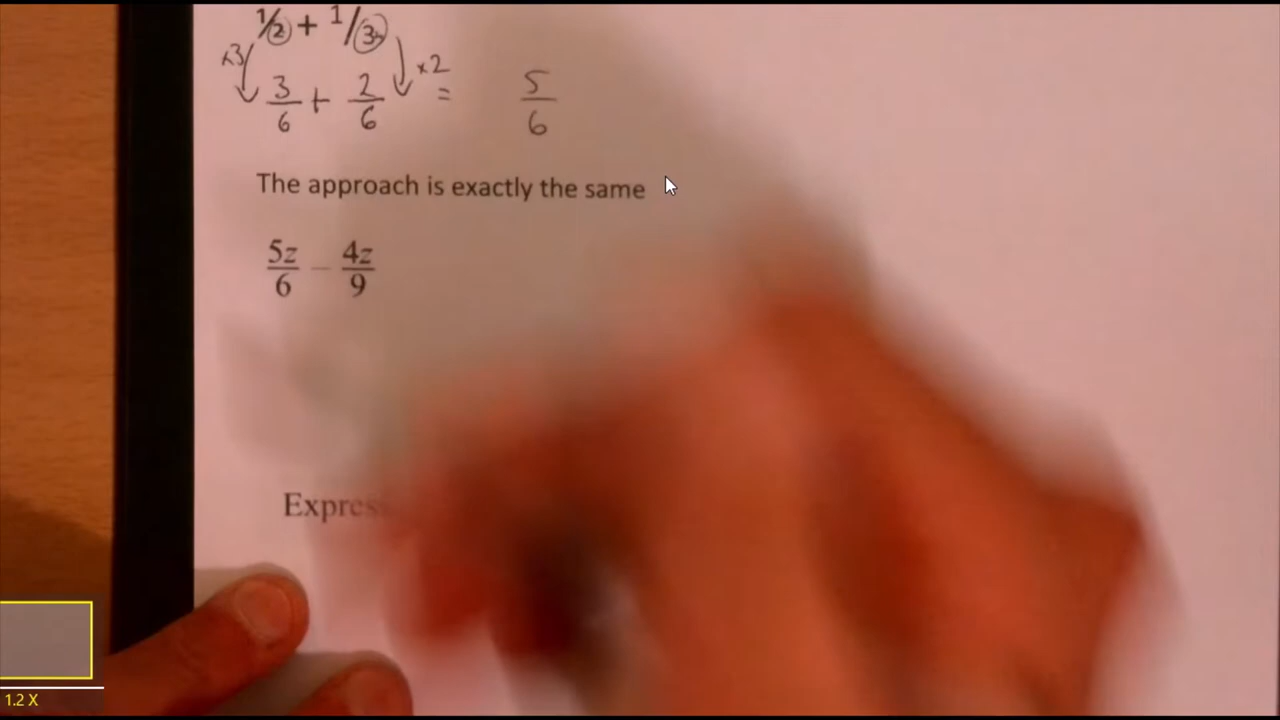 1/2 + 1/3
×3 ×2
3/6 + 2/6 = 5/6
The approach is exactly the same
5z/6 − 4z/9
Express
1.2 X